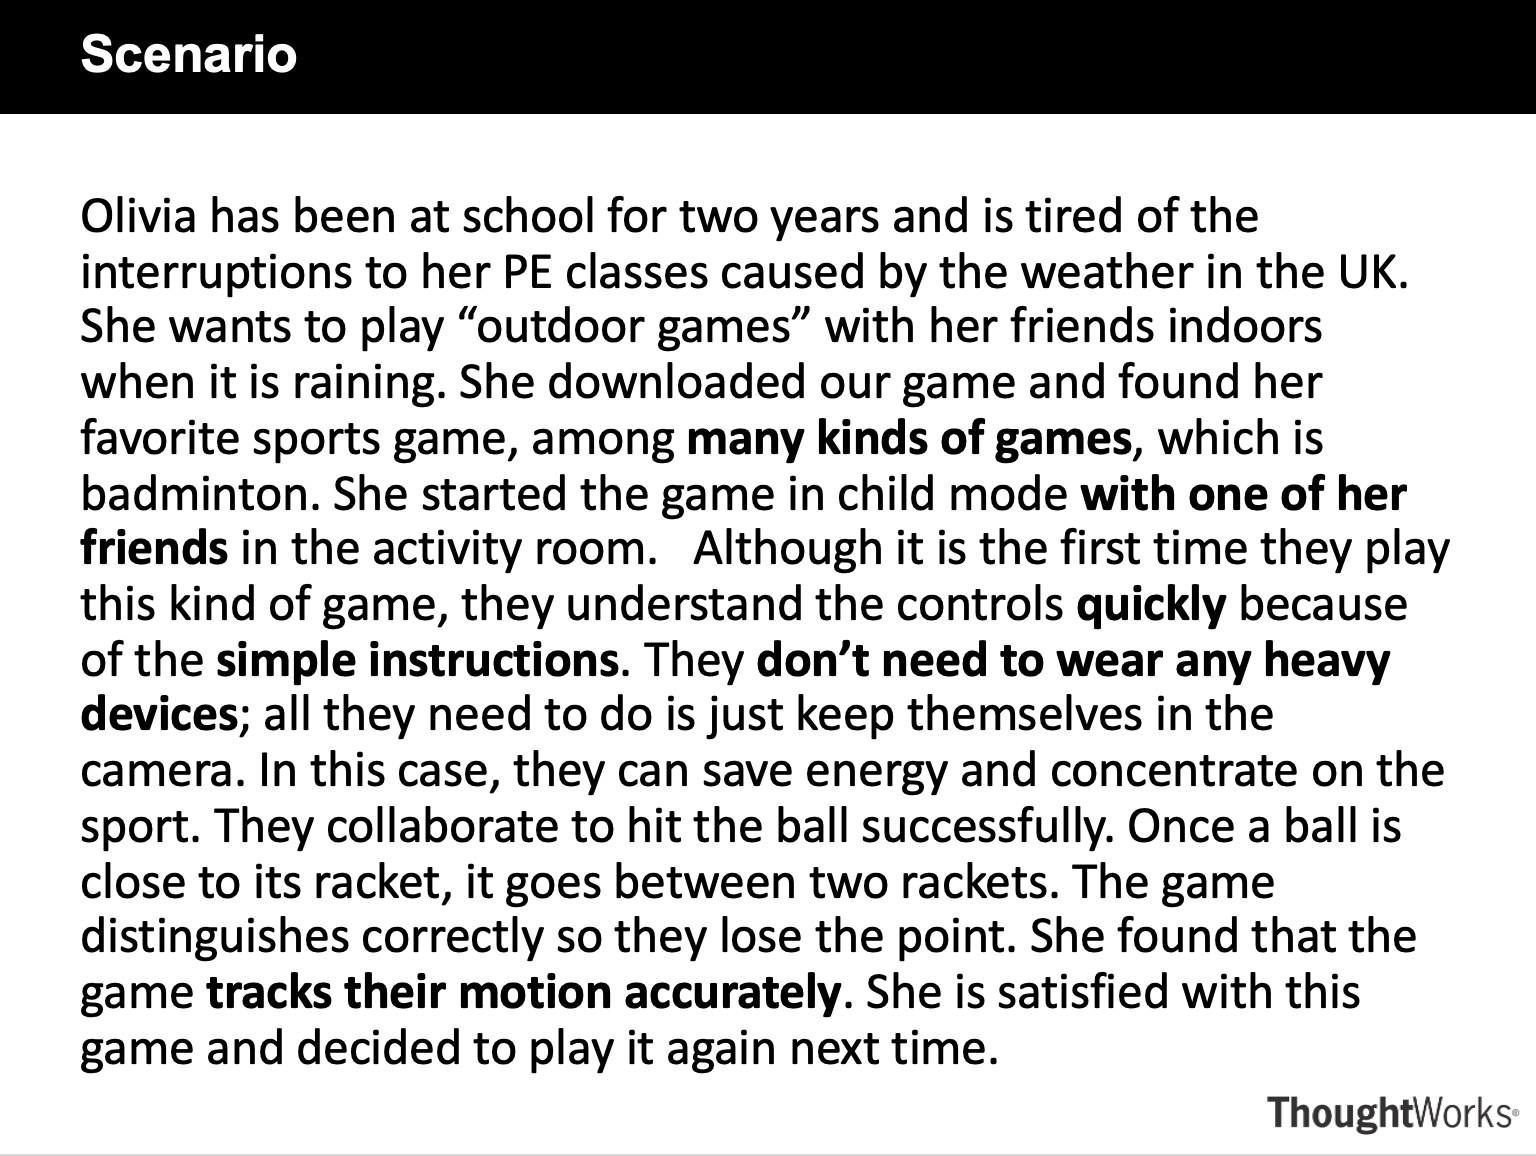 Scenario
Olivia has been at school for two years and is tired of the
interruptions to her PE classes caused by the weather in the UK.
She wants to play “outdoor games” with her friends indoors
when it is raining. She downloaded our game and found her
favorite sports game, among many kinds of games, which is
badminton. She started the game in child mode with one of her
friends in the activity room.   Although it is the first time they play
this kind of game, they understand the controls quickly because
of the simple instructions. They don’t need to wear any heavy
devices; all they need to do is just keep themselves in the
camera. In this case, they can save energy and concentrate on the
sport. They collaborate to hit the ball successfully. Once a ball is
close to its racket, it goes between two rackets. The game
distinguishes correctly so they lose the point. She found that the
game tracks their motion accurately. She is satisfied with this
game and decided to play it again next time.
ThoughtWorks®